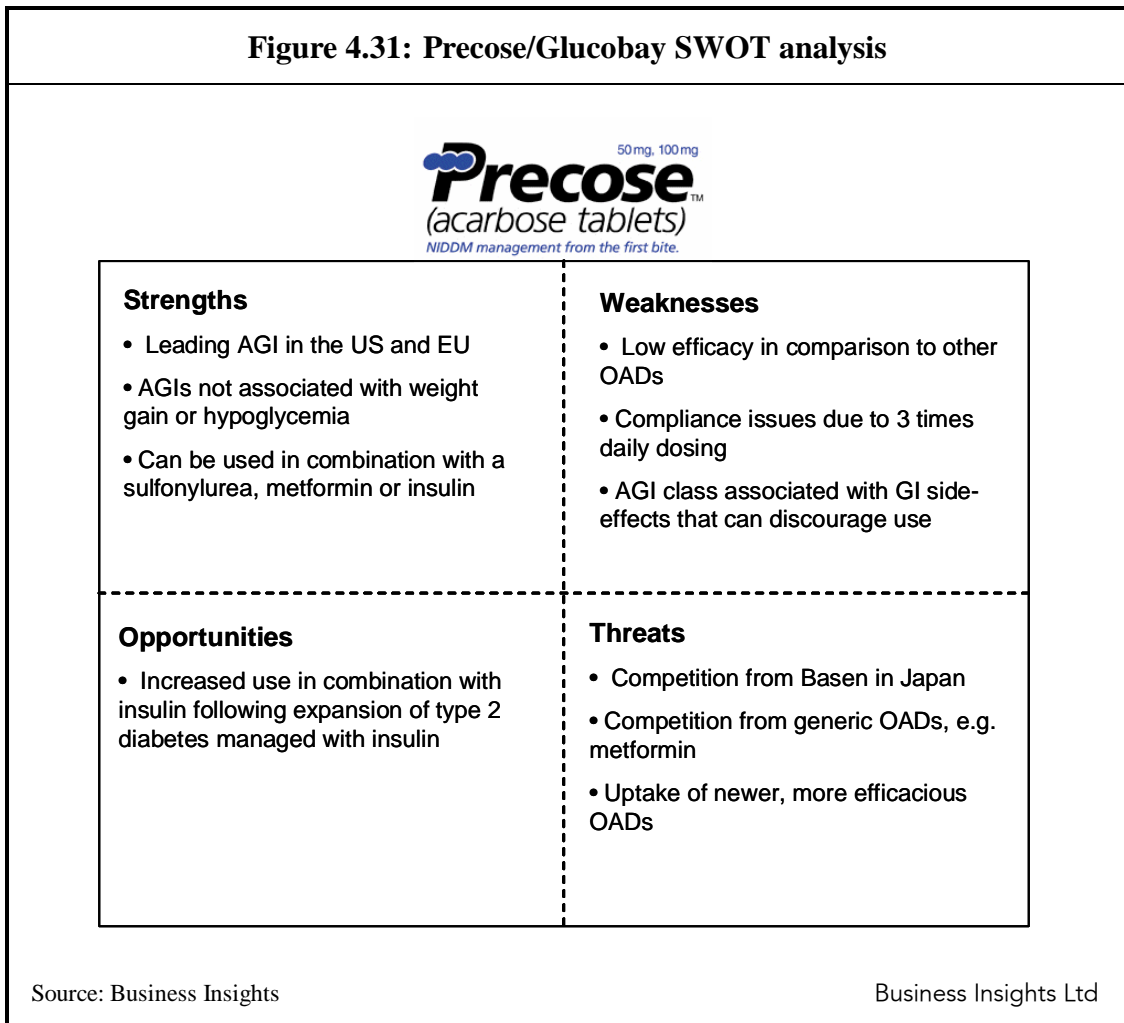 Figure 4.31: Precose/Glucobay SWOT analysis
50 mg, 100 mg
Precose™
(acarbose tablets)
NIDDM management from the first bite.
Strengths
• Leading AGI in the US and EU
• AGIs not associated with weight
gain or hypoglycemia
• Can be used in combination with a
sulfonylurea, metformin or insulin
Weaknesses
• Low efficacy in comparison to other
OADs
• Compliance issues due to 3 times
daily dosing
• AGI class associated with GI side-
effects that can discourage use
Opportunities
• Increased use in combination with
insulin following expansion of type 2
diabetes managed with insulin
Threats
• Competition from Basen in Japan
• Competition from generic OADs, e.g.
metformin
• Uptake of newer, more efficacious
OADs
Source: Business Insights
Business Insights Ltd